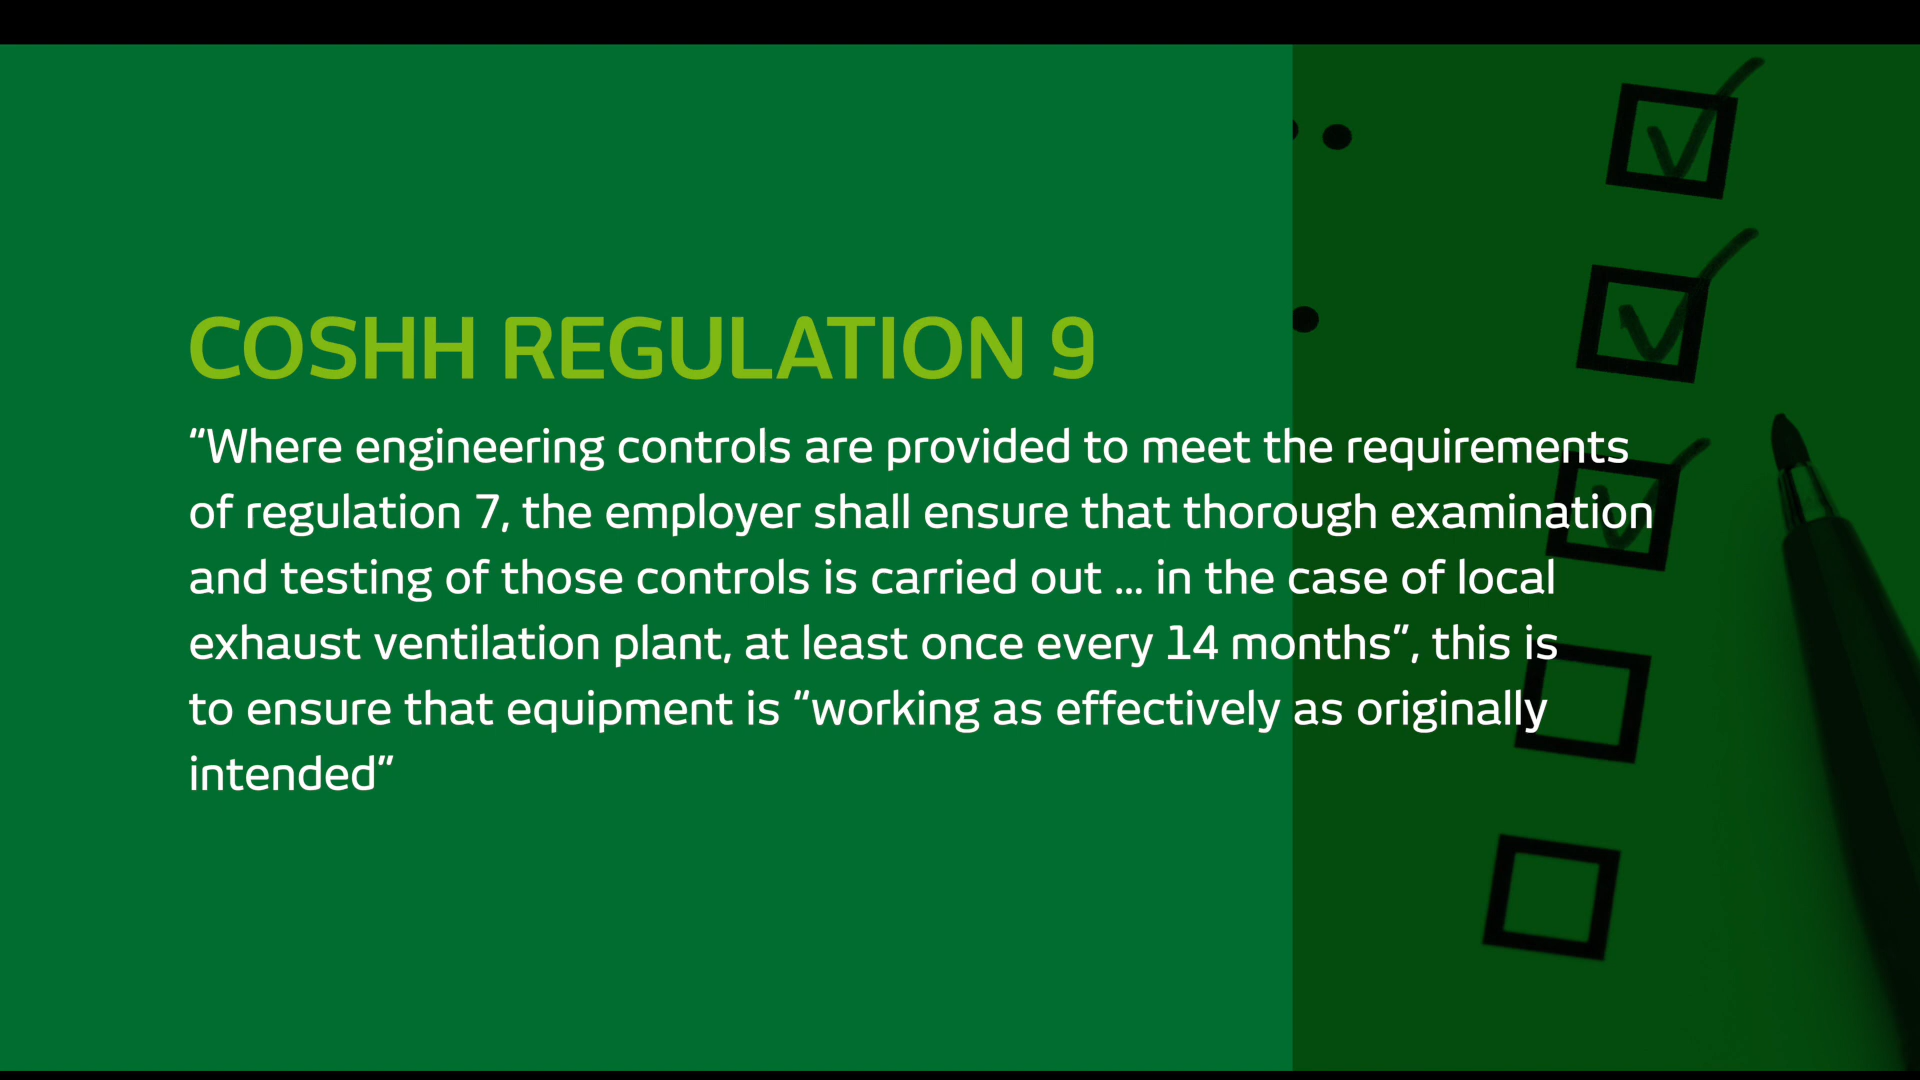 COSHH REGULATION 9
“Where engineering controls are provided to meet the requirements
of regulation 7, the employer shall ensure that thorough examination
and testing of those controls is carried out ... in the case of local
exhaust ventilation plant, at least once every 14 months”, this is
to ensure that equipment is “working as effectively as originally
intended”